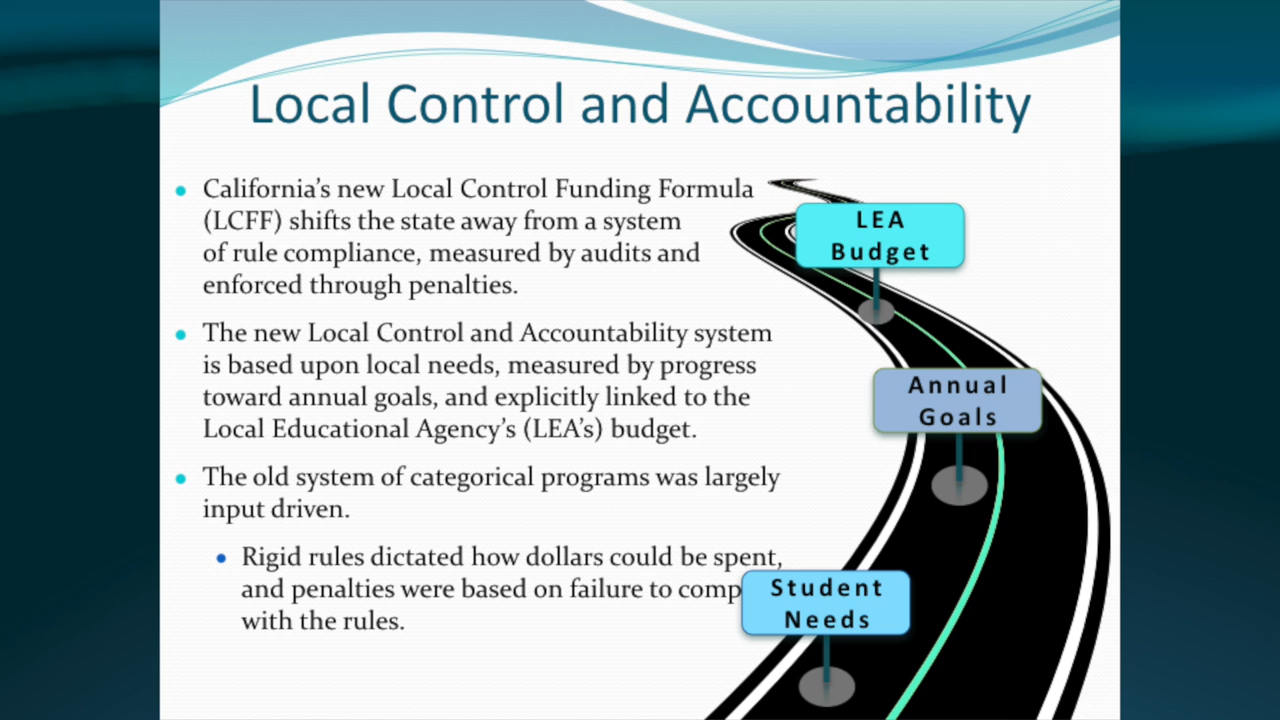 Local Control and Accountability
California’s new Local Control Funding Formula
(LCFF) shifts the state away from a system
of rule compliance, measured by audits and
enforced through penalties.
The new Local Control and Accountability system
is based upon local needs, measured by progress
toward annual goals, and explicitly linked to the
Local Educational Agency’s (LEA’s) budget.
The old system of categorical programs was largely
input driven.
Rigid rules dictated how dollars could be spent,
and penalties were based on failure to comp
with the rules.
LEA
Budget
Annual
Goals
Student
Needs